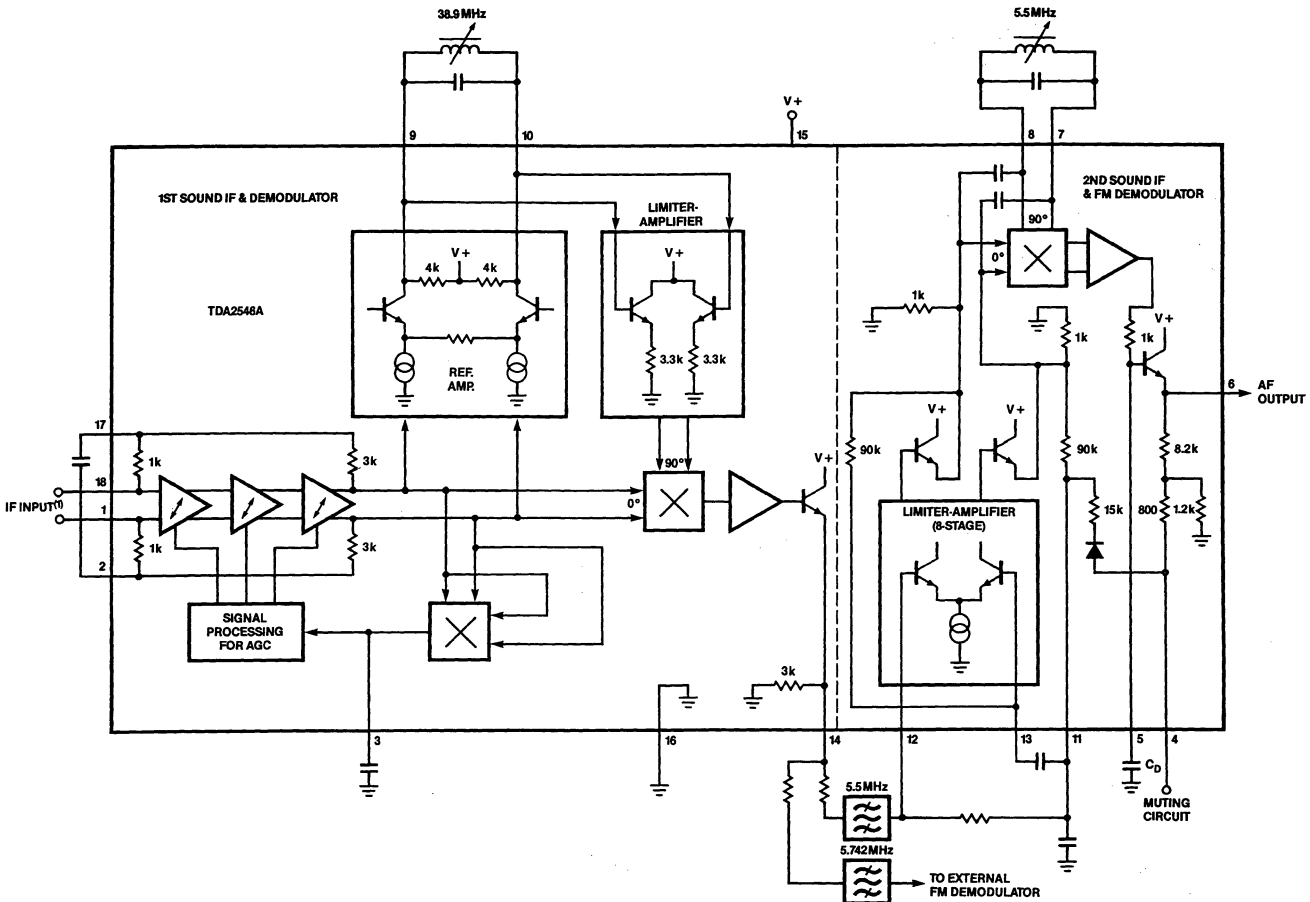 38.9MHz
5.5MHz
V+
9
10
15
8
7
1ST SOUND IF & DEMODULATOR
2ND SOUND IF
& FM DEMODULATOR
LIMITER-
AMPLIFIER
90°
V+
4k
4k
V+
0°
TDA2546A
1k
1k
1k
V+
3.3k
3.3k
REF.
AMP.
6
AF
OUTPUT
17
V+
V+
8.2k
1k
3k
90k
90k
90°
V+
18
0°
IF INPUT(1)
LIMITER-AMPLIFIER
(8-STAGE)
15k
800
1.2k
1
1k
3k
2
SIGNAL
PROCESSING
FOR AGC
3k
3
16
14
12
13
11
5
4
CD
5.5MHz
MUTING
CIRCUIT
5.742MHz
TO EXTERNAL
FM DEMODULATOR